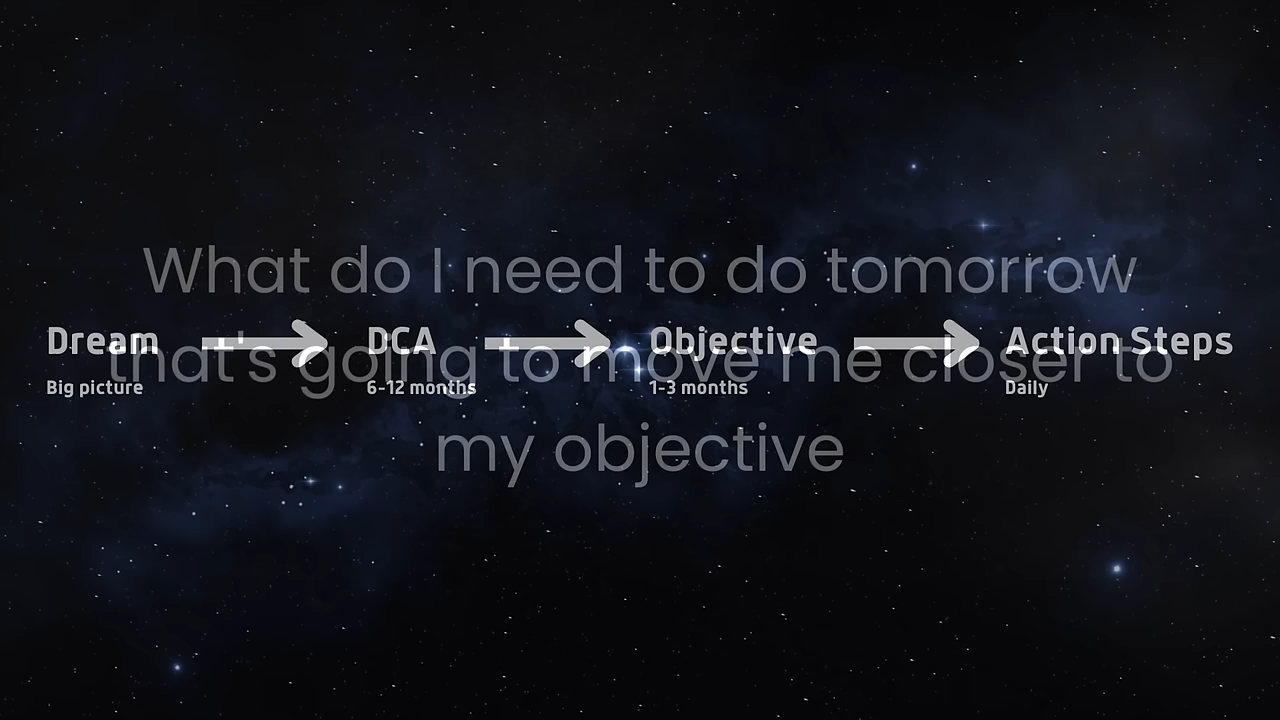 What do I need to do tomorrow
that's going to move me closer to
my objective
Dream DCA Objective Action Steps
Big picture 6-12 months 1-3 months Daily